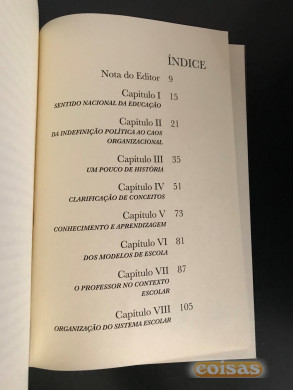 ÍNDICE
Nota do Editor 9
Capítulo I 15
SENTIDO NACIONAL DA EDUCAÇÃO
Capítulo II 21
DA INDEFINIÇÃO POLÍTICA AO CAOS
ORGANIZACIONAL
Capítulo III 35
UM POUCO DE HISTÓRIA
Capítulo IV 51
CLARIFICAÇÃO DE CONCEITOS
Capítulo V 73
CONHECIMENTO E APRENDIZAGEM
Capítulo VI 81
DOS MODELOS DE ESCOLA
Capítulo VII 87
O PROFESSOR NO CONTEXTO
ESCOLAR
Capítulo VIII 105
ORGANIZAÇÃO DO SISTEMA ESCOLAR
coisas